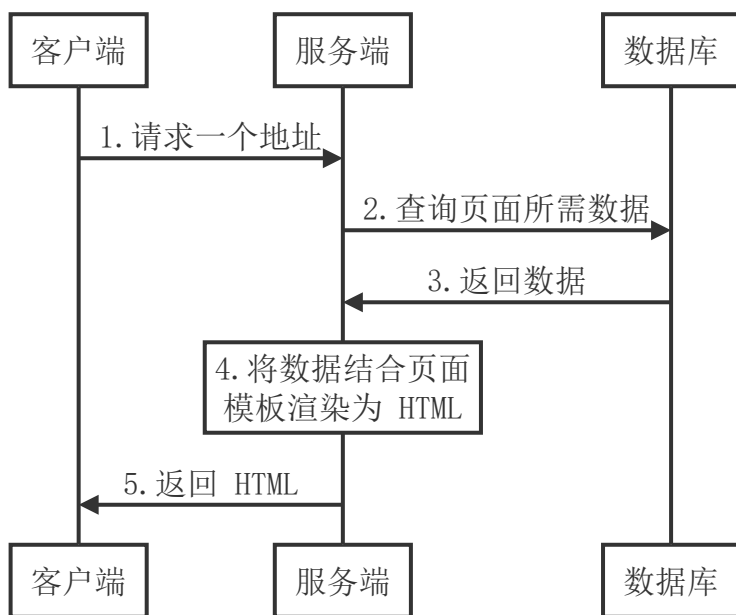 客户端
服务端
数据库
1.请求一个地址
2.查询页面所需数据
3.返回数据
4.将数据结合页面
模板渲染为 HTML
5.返回 HTML
客户端
服务端
数据库